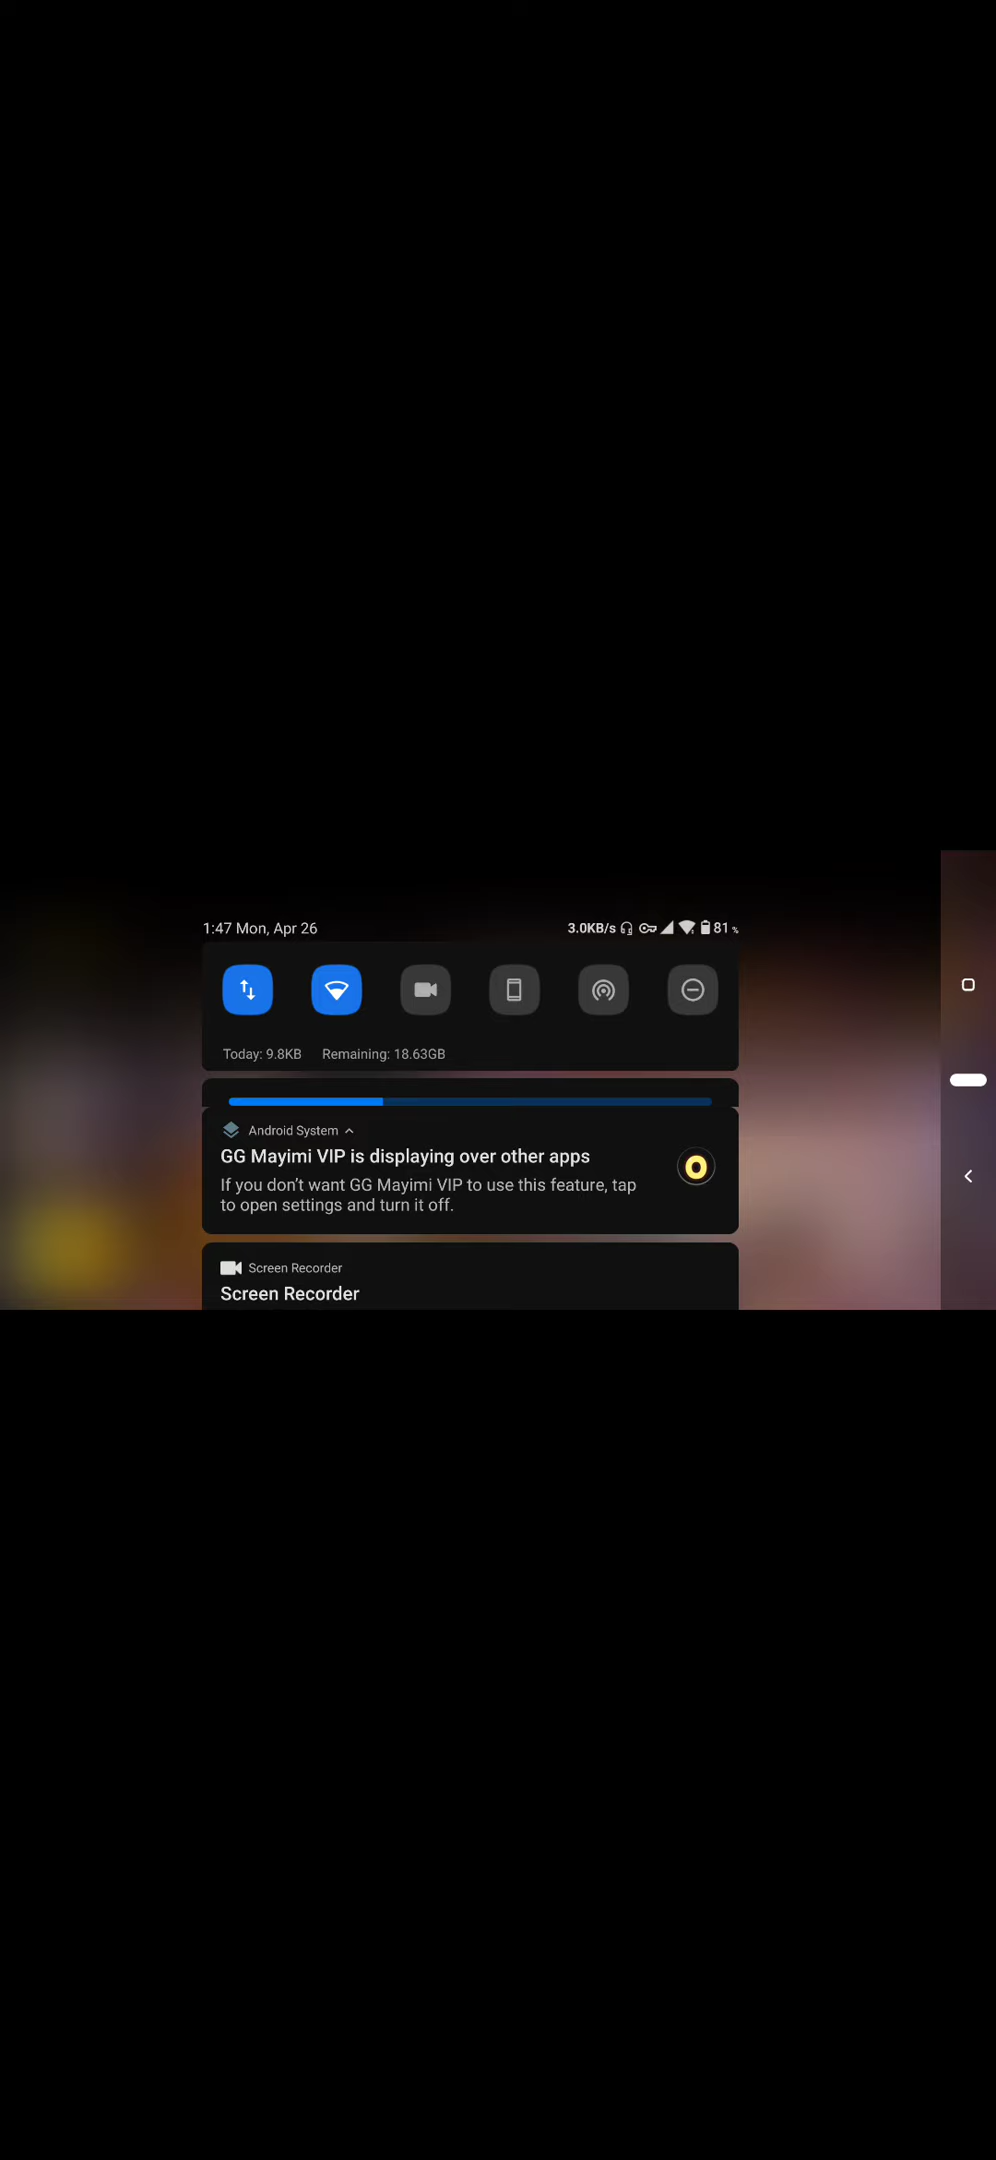 1:47 Mon, Apr 26 3.0KB/s 81%
Today: 9.8KB Remaining: 18.63GB
Android System
GG Mayimi VIP is displaying over other apps
If you don't want GG Mayimi VIP to use this feature, tap
to open settings and turn it off.
Screen Recorder
Screen Recorder